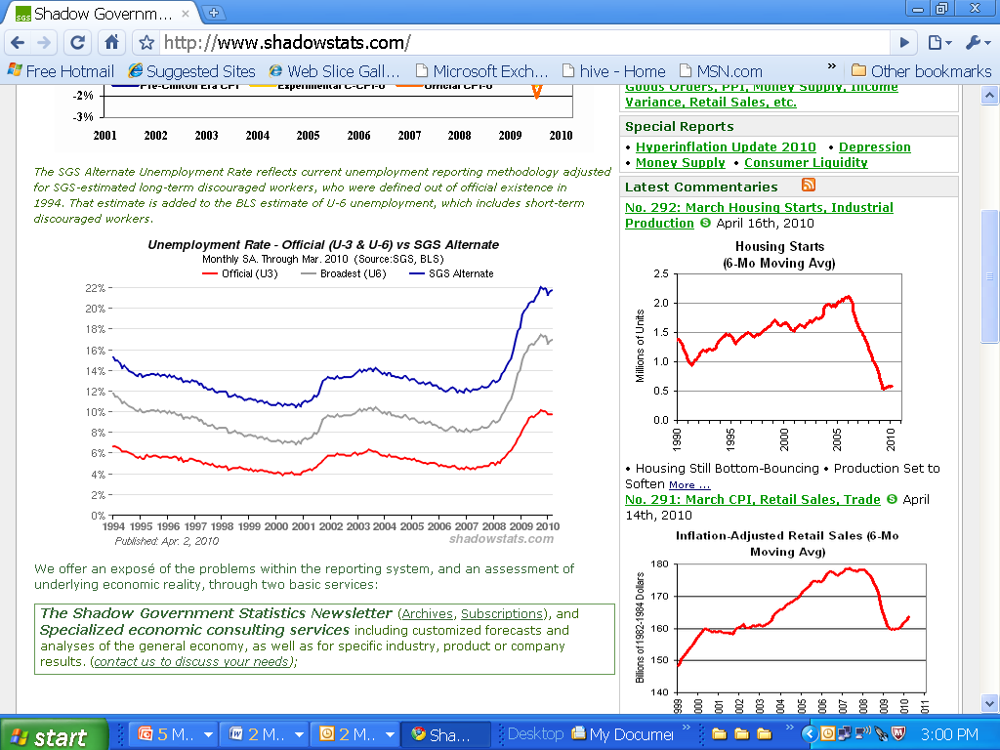 Shadow Governm...
http://www.shadowstats.com/
Free Hotmail Suggested Sites Web Slice Gall... Microsoft Exch... hive - Home MSN.com » Other bookmarks
Pre-Clinton Era CPI Experimental C-CPI-U Official CPI-U
-2%
-3%
2001 2002 2003 2004 2005 2006 2007 2008 2010
The SGS Alternate Unemployment Rate reflects current unemployment reporting methodology adjusted
for SGS-estimated long-term discouraged workers, who were defined out of official existence in
1994. That estimate is added to the BLS estimate of U-6 unemployment, which includes short-term
discouraged workers.
Unemployment Rate - Official (U-3 & U-6) vs SGS Alternate
Monthly SA. Through Mar. 2010 (Source:SGS, BLS)
Official (U3) Broadest (U6) SGS Alternate
22%
20%
18%
16%
14%
12%
10%
8%
6%
4%
2%
0%
1994 1995 1996 1997 1998 1999 2000 2001 2002 2003 2004 2005 2006 2007 2008 2009 2010
Published: Apr. 2, 2010
shadowstats.com
We offer an exposé of the problems within the reporting system, and an assessment of
underlying economic reality, through two basic services:
The Shadow Government Statistics Newsletter (Archives, Subscriptions), and
Specialized economic consulting services including customized forecasts and
analyses of the general economy, as well as for specific industry, product or company
results. (contact us to discuss your needs);
Goods Orders, PPI, Money Supply, Income
Variance, Retail Sales, etc.
Special Reports
• Hyperinflation Update 2010 • Depression
• Money Supply • Consumer Liquidity
Latest Commentaries
No. 292: March Housing Starts, Industrial
Production S April 16th, 2010
Housing Starts
(6-Mo Moving Avg)
Millions of Units
2.5
2.0
1.5
1.0
0.5
0.0
1990 1995 2000 2005 2010
• Housing Still Bottom-Bouncing • Production Set to
Soften More ...
No. 291: March CPI, Retail Sales, Trade S April
14th, 2010
Inflation-Adjusted Retail Sales (6-Mo
Moving Avg)
Billions of 1982-1984 Dollars
180
170
160
150
140
1999 2000 2001 2002 2003 2004 2005 2006 2007 2008 2009 2010 2011
start 5 M... 2 M... 2 M... Sha... Desktop My Documen » » 3:00 PM